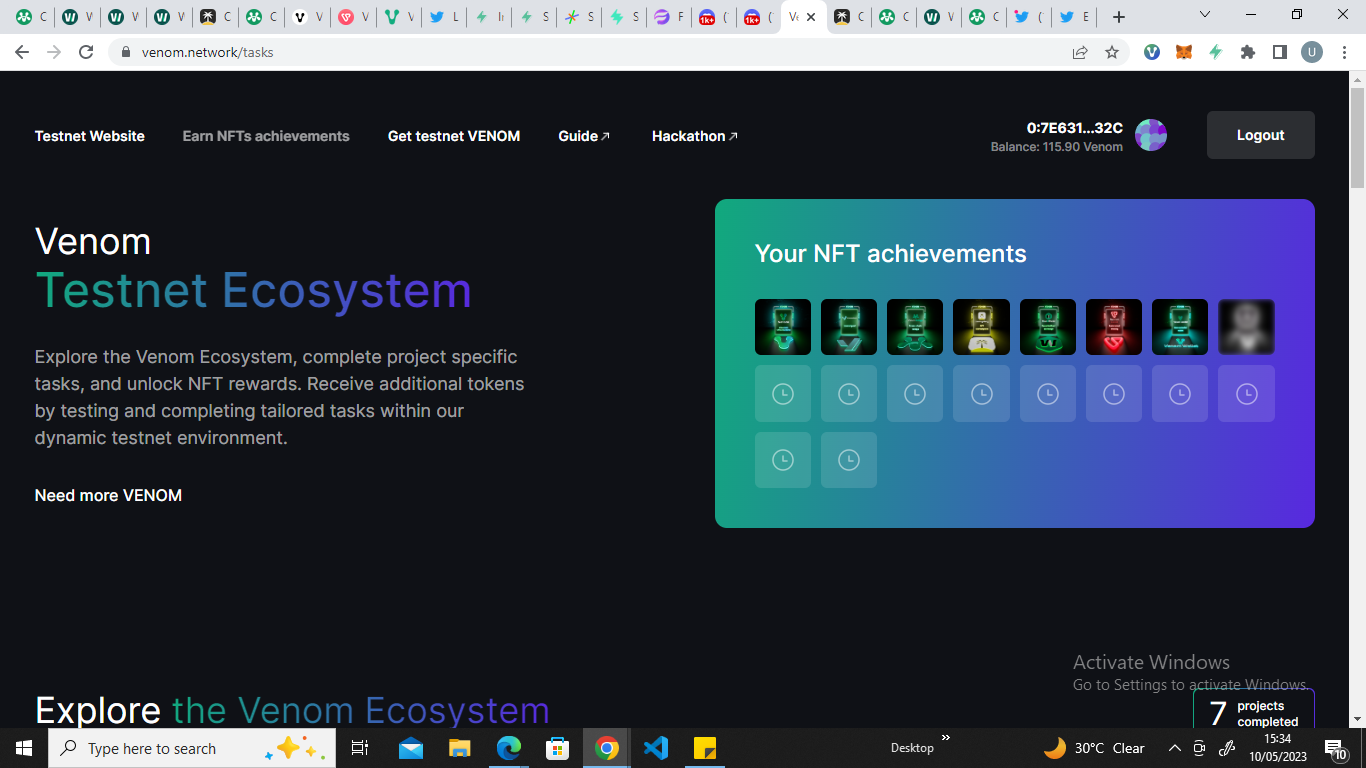 C
W
W
W
C
C
V
V
V
L
I
S
S
S
F
1k+
(
1k+
(
Ve
C
C
W
C
(
E
venom.network/tasks
U
Testnet Website
Earn NFTs achievements
Get testnet VENOM
Guide
Hackathon
0:7E631...32C
Balance: 115.90 Venom
Logout
Venom
Testnet Ecosystem
Explore the Venom Ecosystem, complete project specific
tasks, and unlock NFT rewards. Receive additional tokens
by testing and completing tailored tasks within our
dynamic testnet environment.
Need more VENOM
Your NFT achievements
Explore the Venom Ecosystem
Activate Windows
Go to Settings to activate Windows.
7 projects
completed
Type here to search
Desktop
30°C Clear
15:34
10/05/2023
10